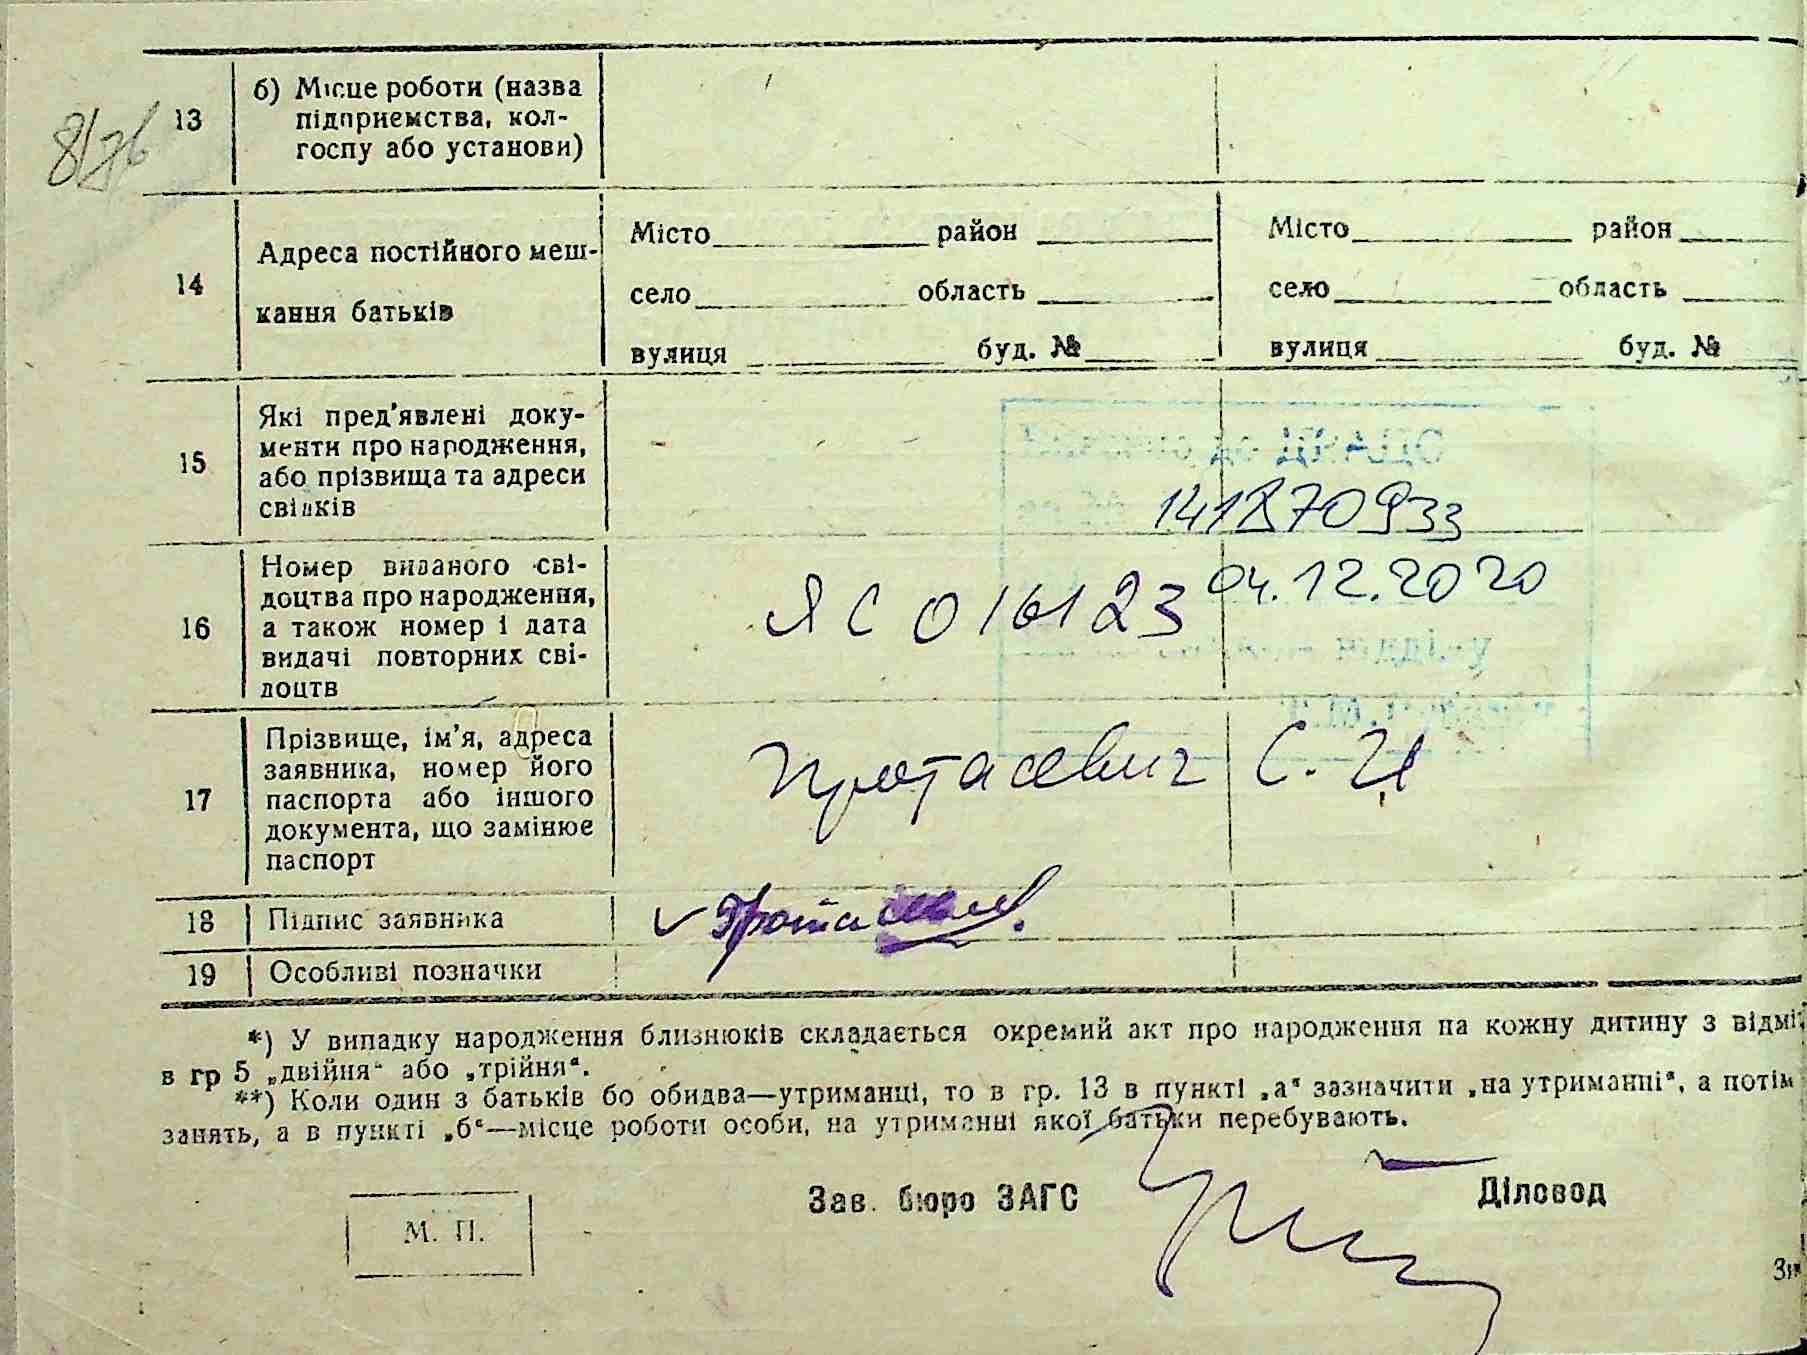 13 б) Місце роботи (назва
підприємства, кол-
госпу або установи)
14 Адреса постійного меш-
кання батьків
Місто район Місто район
село область село область
вулиця буд. № вулиця буд. №
15 Які пред'явлені доку-
менти про народження,
або прізвища та адреси
свідків
до ДРАЦС
141870933
16 Номер виданого сві-
доцтва про народження,
а також номер і дата
видачі повторних сві-
доцтв
ЯС 016123 04.12.2020
відділу
17 Прізвище, ім'я, адреса
заявника, номер його
паспорта або іншого
документа, що замінює
паспорт
Протасевич С. И
18 Підпис заявника
19 Особливі позначки
*) У випадку народження близнюків складається окремий акт про народження на кожну дитину з відмі
в гр 5 „двійня“ або „трійня“.
**) Коли один з батьків бо обидва—утриманці, то в гр. 13 в пункті „а“ зазначити „на утриманні“, а потім
занять, а в пункті „б“—місце роботи особи, на утриманні якої батьки перебувають.
Зав. бюро ЗАГС Діловод
М. П.